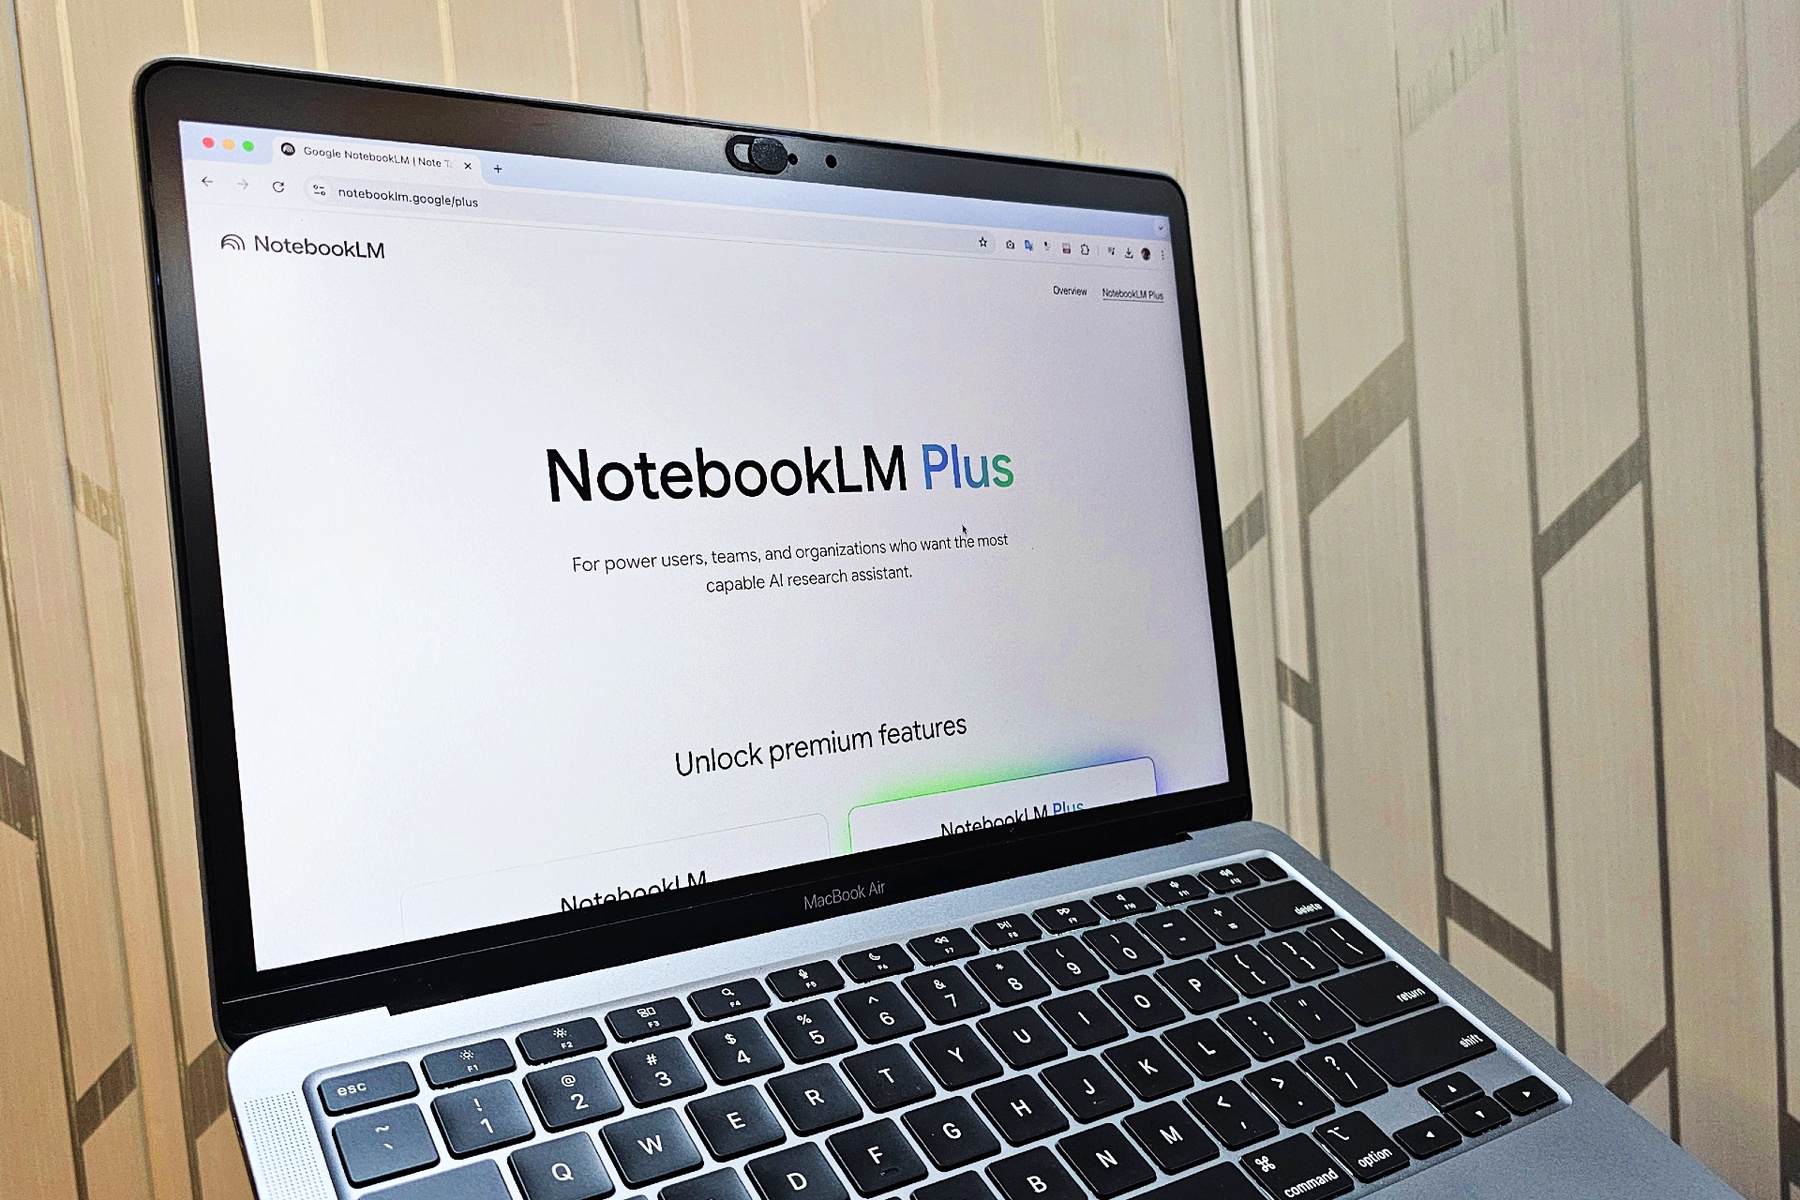 Google NotebookLM | Note T
notebooklm.google/plus
NotebookLM
Overview NotebookLM Plus
NotebookLM Plus
For power users, teams, and organizations who want the most
capable AI research assistant.
Unlock premium features
NotebookLM Plus
NotebookLM
MacBook Air
esc F1 F2 F3 F4 F5 F6 F7 F8 F9 F10 F11 F12
~ ` ! 1 @ 2 # 3 $ 4 % 5 ^ 6 & 7 * 8 ( 9 ) 0 _ - + = delete
Q W E R T Y U I O P { [ } ] | \
D F G H J K L : ; " ' return
B N M < , > . ? / shift
⌘ command ⌥ option